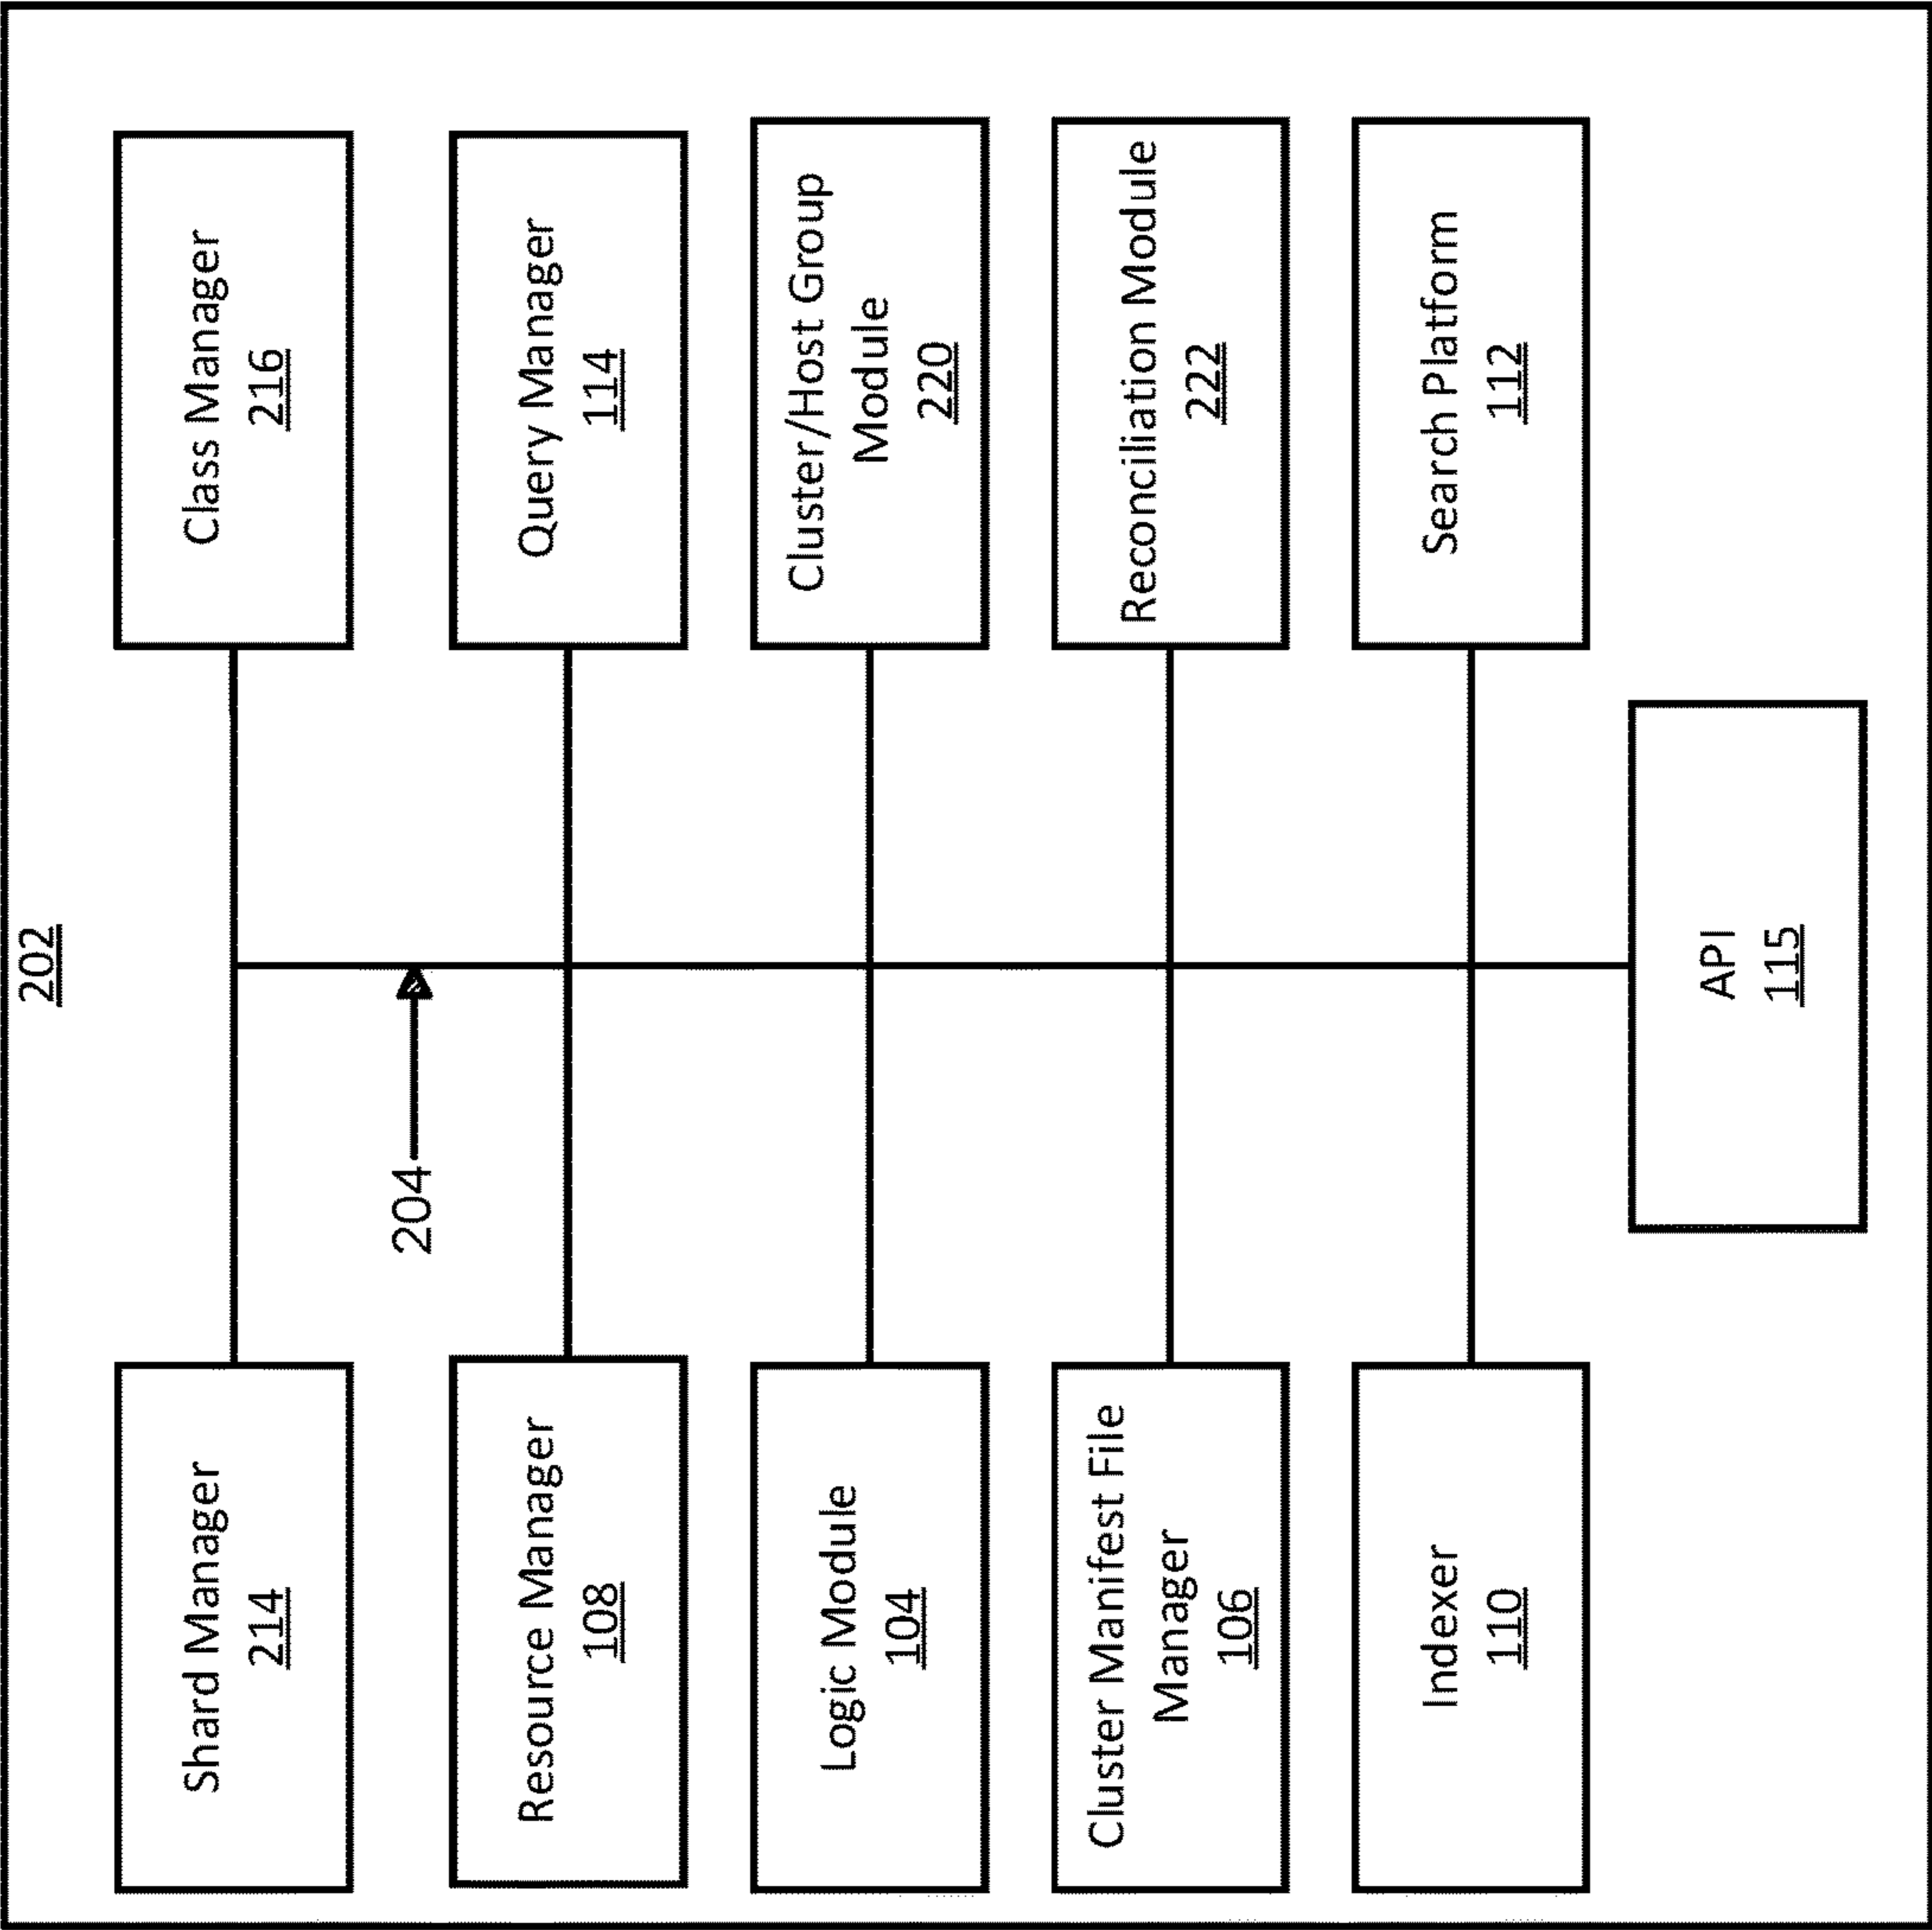 202
Shard Manager
214
Class Manager
216
204
Resource Manager
108
Query Manager
114
Logic Module
104
Cluster/Host Group
Module
220
Cluster Manifest File
Manager
106
Reconciliation Module
222
Indexer
110
Search Platform
112
API
115